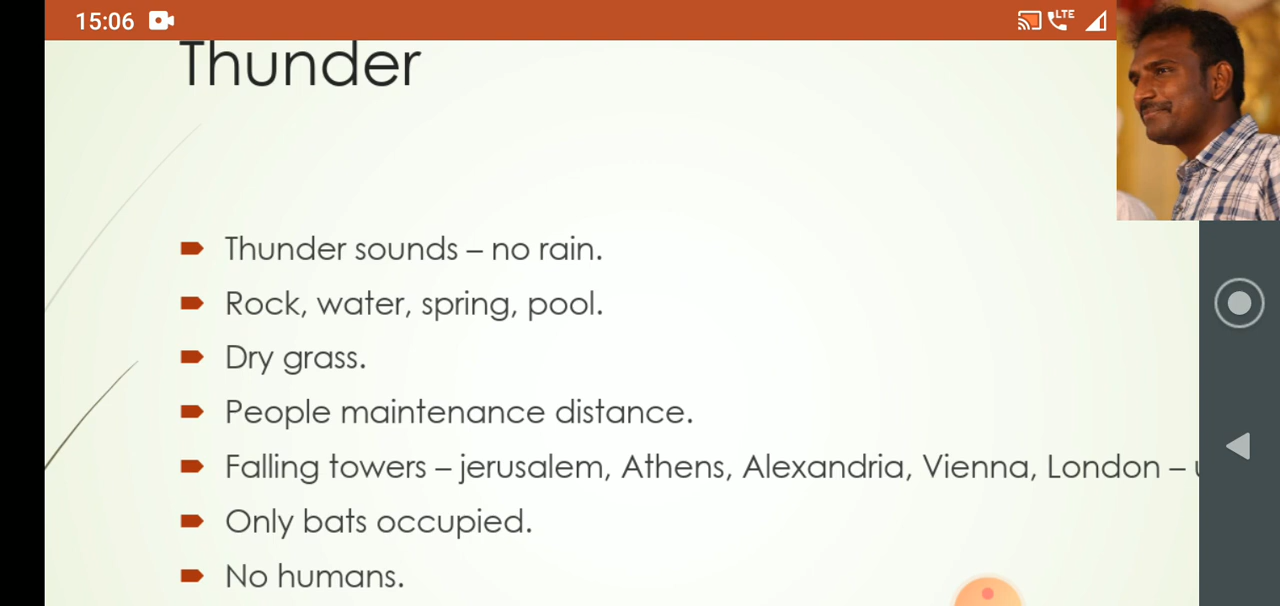 15:06
LTE
Thunder
Thunder sounds – no rain.
Rock, water, spring, pool.
Dry grass.
People maintenance distance.
Falling towers – jerusalem, Athens, Alexandria, Vienna, London –
Only bats occupied.
No humans.